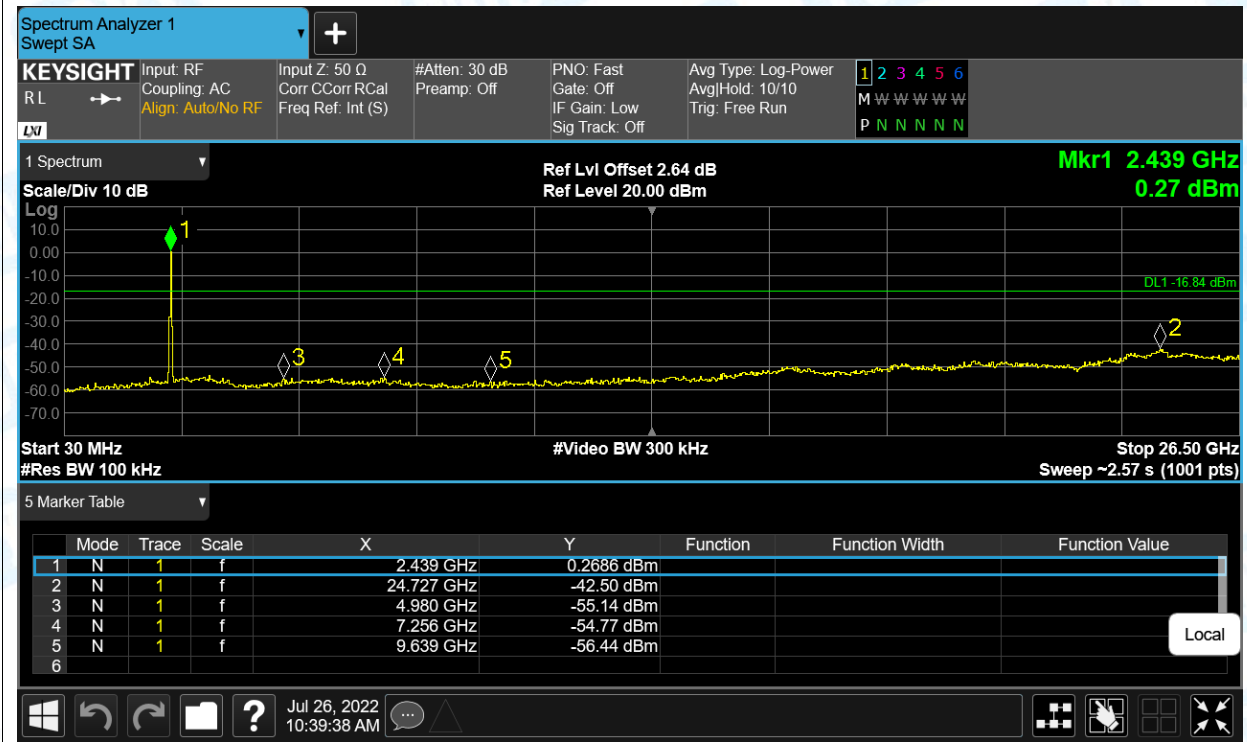 Spectrum Analyzer 1
Swept SA
+
KEYSIGHT
R L
LXI
Input: RF
Coupling: AC
Align: Auto/No RF
Input Z: 50 Ω
Corr CCorr RCal
Freq Ref: Int (S)
#Atten: 30 dB
Preamp: Off
PNO: Fast
Gate: Off
IF Gain: Low
Sig Track: Off
Avg Type: Log-Power
Avg|Hold: 10/10
Trig: Free Run
1 2 3 4 5 6
M W W W W W
P N N N N N
1 Spectrum
Scale/Div 10 dB
Ref Lvl Offset 2.64 dB
Ref Level 20.00 dBm
Mkr1 2.439 GHz
0.27 dBm
Log
10.0
0.00
-10.0
-20.0
-30.0
-40.0
-50.0
-60.0
-70.0
1
DL1 -16.84 dBm
2
3
4
5
Start 30 MHz
#Video BW 300 kHz
Stop 26.50 GHz
#Res BW 100 kHz
Sweep ~2.57 s (1001 pts)
5 Marker Table
Mode Trace Scale X Y Function Function Width Function Value
1 N 1 f 2.439 GHz 0.2686 dBm
2 N 1 f 24.727 GHz -42.50 dBm
3 N 1 f 4.980 GHz -55.14 dBm
4 N 1 f 7.256 GHz -54.77 dBm
5 N 1 f 9.639 GHz -56.44 dBm
6
Local
?
Jul 26, 2022
10:39:38 AM